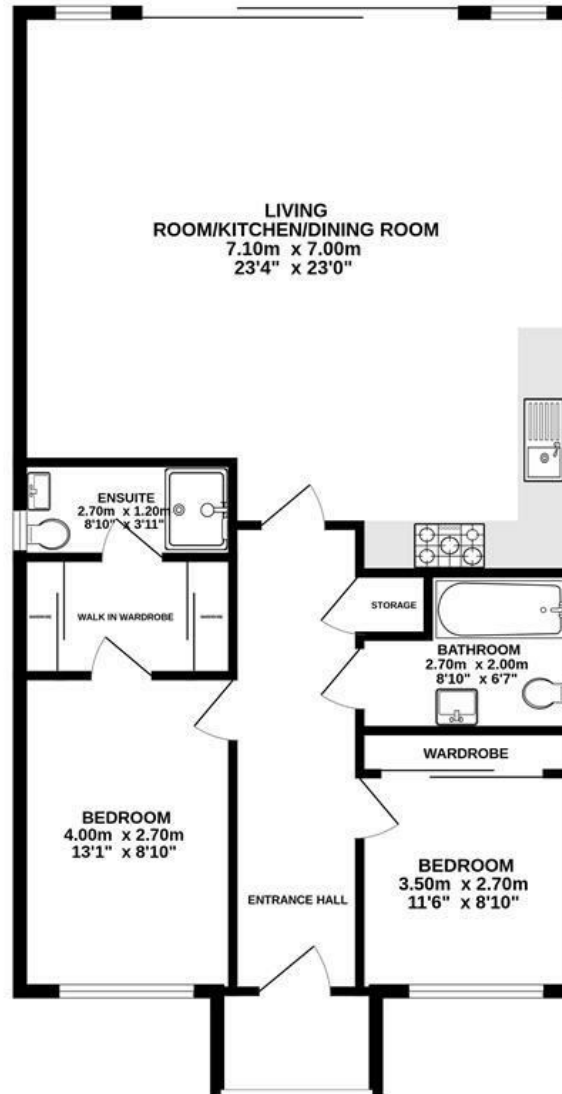 LIVING
ROOM/KITCHEN/DINING ROOM
7.10m x 7.00m
23'4" x 23'0"
ENSUITE
2.70m x 1.20m
8'10" x 3'11"
WALK IN WARDROBE
STORAGE
BATHROOM
2.70m x 2.00m
8'10" x 6'7"
WARDROBE
BEDROOM
4.00m x 2.70m
13'1" x 8'10"
BEDROOM
3.50m x 2.70m
11'6" x 8'10"
ENTRANCE HALL